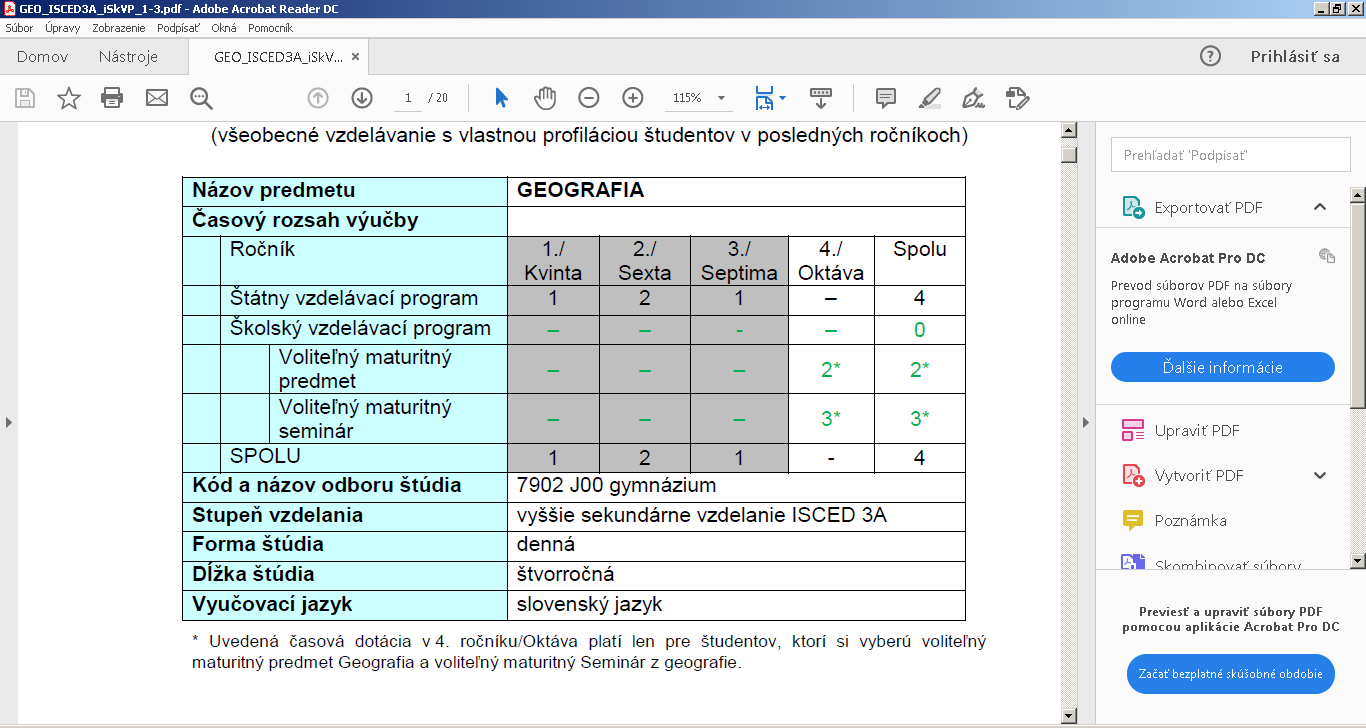 GEO_ISCED3A_iSkVP_1-3.pdf - Adobe Acrobat Reader DC
Súbor Úpravy Zobrazenie Podpísať Okná Pomocník
Domov Nástroje GEO_ISCED3A_iSkV... × Prihlásiť sa
1 / 20 115%
(všeobecné vzdelávanie s vlastnou profiláciou študentov v posledných ročníkoch)
Názov predmetu GEOGRAFIA
Časový rozsah výučby
Ročník 1./ Kvinta 2./ Sexta 3./ Septima 4./ Oktáva Spolu
Štátny vzdelávací program 1 2 1 – 4
Školský vzdelávací program – – - – 0
Voliteľný maturitný predmet – – – 2* 2*
Voliteľný maturitný seminár – – – 3* 3*
SPOLU 1 2 1 - 4
Kód a názov odboru štúdia 7902 J00 gymnázium
Stupeň vzdelania vyššie sekundárne vzdelanie ISCED 3A
Forma štúdia denná
Dĺžka štúdia štvorročná
Vyučovací jazyk slovenský jazyk
* Uvedená časová dotácia v 4. ročníku/Oktáva platí len pre študentov, ktorí si vyberú voliteľný
maturitný predmet Geografia a voliteľný maturitný Seminár z geografie.
Prehľadať 'Podpísať'
Exportovať PDF
Adobe Acrobat Pro DC
Prevod súborov PDF na súbory
programu Word alebo Excel
online
Ďalšie informácie
Upraviť PDF
Vytvoriť PDF
Poznámka
Skombinovať súbory
Previesť a upraviť súbory PDF
pomocou aplikácie Acrobat Pro DC
Začať bezplatné skúšobné obdobie